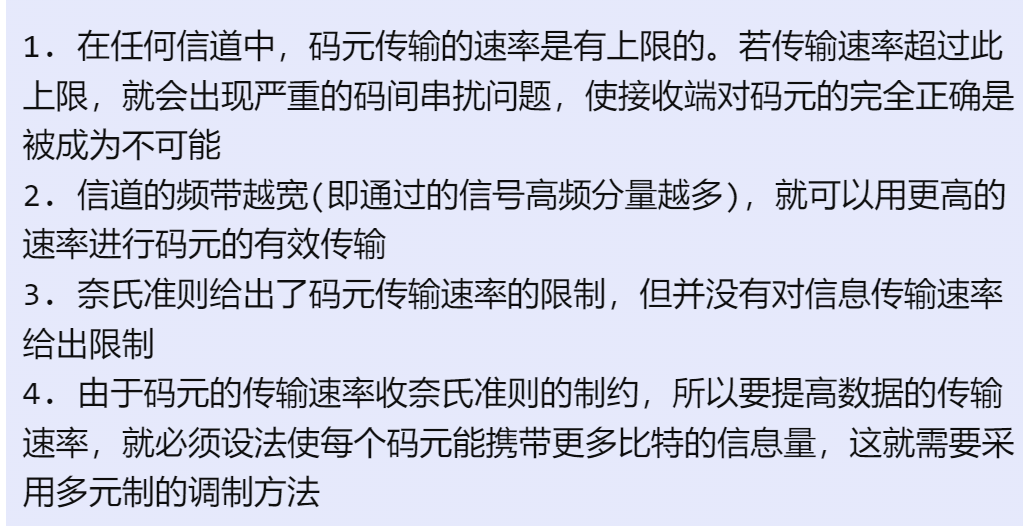 1. 在任何信道中，码元传输的速率是有上限的。若传输速率超过此
上限，就会出现严重的码间串扰问题，使接收端对码元的完全正确是
被成为不可能
2. 信道的频带越宽(即通过的信号高频分量越多)，就可以用更高的
速率进行码元的有效传输
3. 奈氏准则给出了码元传输速率的限制，但并没有对信息传输速率
给出限制
4. 由于码元的传输速率收奈氏准则的制约，所以要提高数据的传输
速率，就必须设法使每个码元能携带更多比特的信息量，这就需要采
用多元制的调制方法